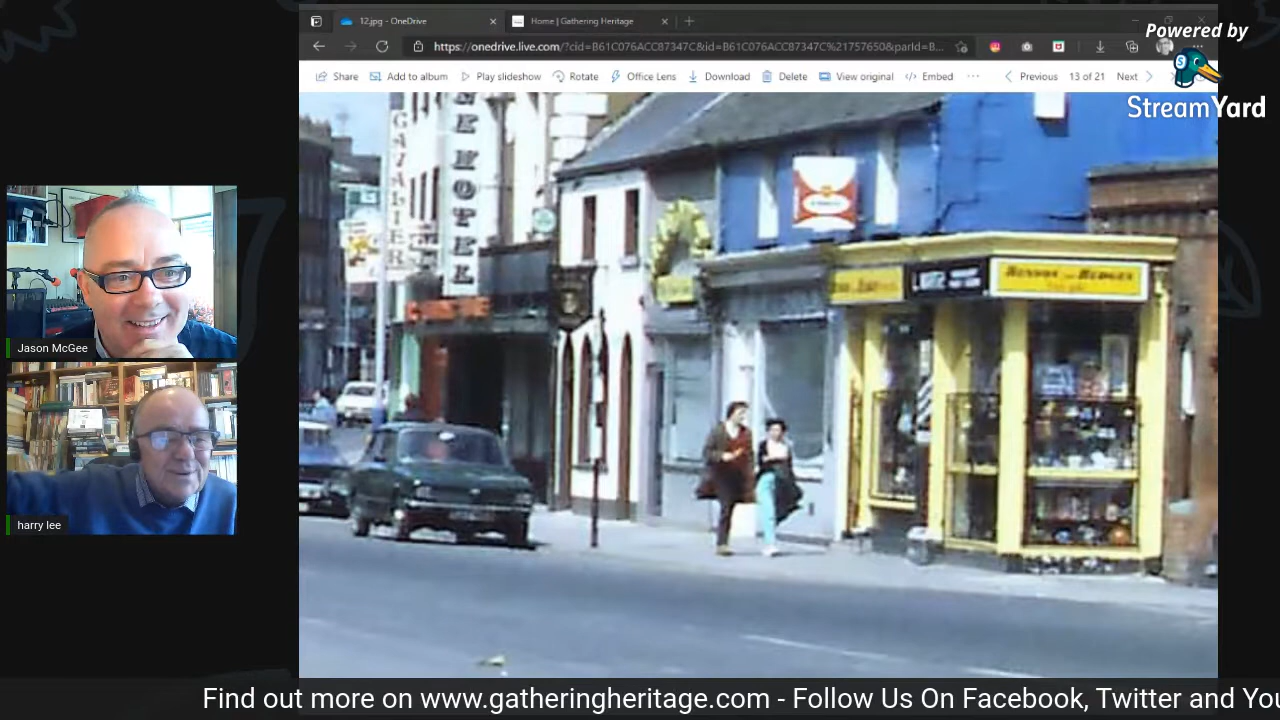 12.jpg - OneDrive
Home | Gathering Heritage
https://onedrive.live.com/?cid=B61C076ACC87347C&id=B61C076ACC87347C%21757650&parId=B...
Share
Add to album
Play slideshow
Rotate
Office Lens
Download
Delete
View original
Embed
Previous
13 of 21
Next
Powered by
StreamYard
CAVALIER
HOTEL
Jason McGee
harry lee
Find out more on www.gatheringheritage.com - Follow Us On Facebook, Twitter and You